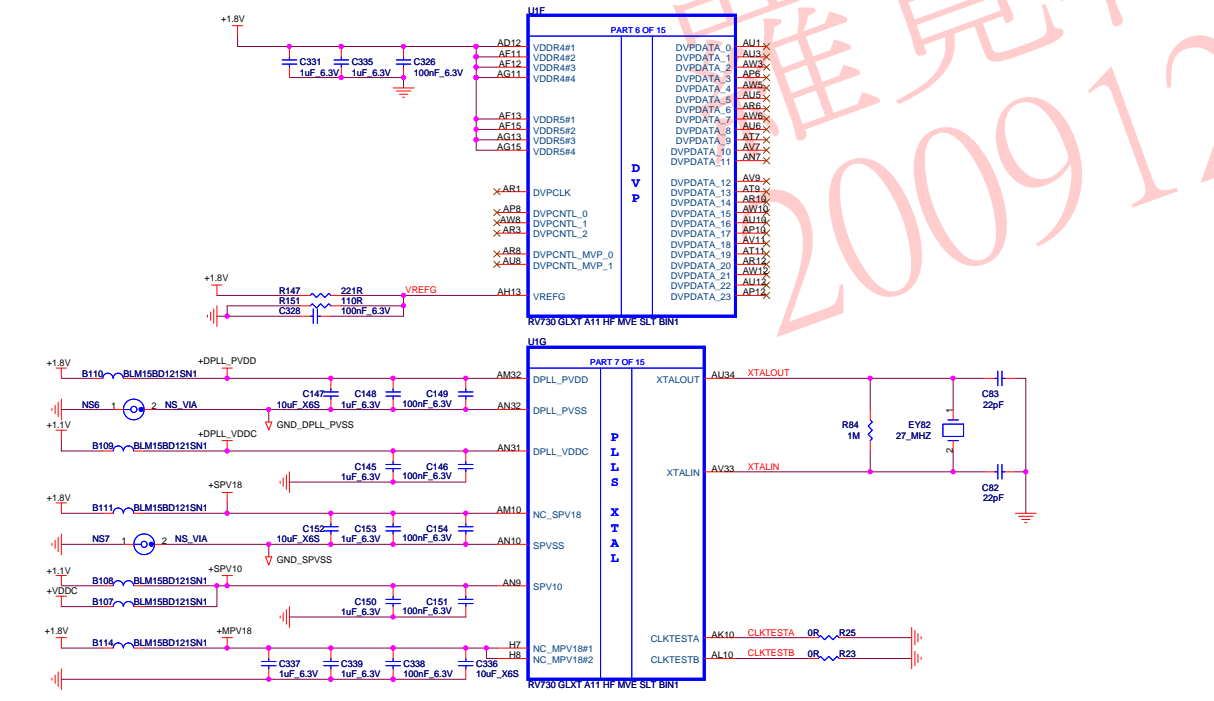 U1F
PART 6 OF 15
+1.8V
C331
1uF_6.3V
C335
1uF_6.3V
C326
100nF_6.3V
AD12 VDDR4#1
AF11 VDDR4#2
AF12 VDDR4#3
AG11 VDDR4#4
AF13 VDDR5#1
AF15 VDDR5#2
AG13 VDDR5#3
AG15 VDDR5#4
AR1 DVPCLK
AP8 DVPCNTL_0
AW8 DVPCNTL_1
AR3 DVPCNTL_2
AR8 DVPCNTL_MVP_0
AU8 DVPCNTL_MVP_1
AH13 VREFG
DVP
DVPDATA_0 AU1
DVPDATA_1 AU3
DVPDATA_2 AW3
DVPDATA_3 AP6
DVPDATA_4 AW5
DVPDATA_5 AU5
DVPDATA_6 AR6
DVPDATA_7 AW6
DVPDATA_8 AU6
DVPDATA_9 AT7
DVPDATA_10 AV7
DVPDATA_11 AN7
DVPDATA_12 AV9
DVPDATA_13 AT9
DVPDATA_14 AR10
DVPDATA_15 AW10
DVPDATA_16 AU10
DVPDATA_17 AP10
DVPDATA_18 AV11
DVPDATA_19 AT11
DVPDATA_20 AR12
DVPDATA_21 AW12
DVPDATA_22 AU12
DVPDATA_23 AP12
+1.8V
R147 221R VREFG
R151 110R
C328 100nF_6.3V
RV730 GLXT A11 HF MVE SLT BIN1
200912
U1G
PART 7 OF 15
+1.8V
B110 BLM15BD121SN1
+DPLL_PVDD
C147
10uF_X6S
C148
1uF_6.3V
C149
100nF_6.3V
AM32 DPLL_PVDD
NS6 1 2 NS_VIA
GND_DPLL_PVSS
AN32 DPLL_PVSS
+1.1V
B109 BLM15BD121SN1
+DPLL_VDDC
AN31 DPLL_VDDC
C145
1uF_6.3V
C146
100nF_6.3V
+1.8V
B111 BLM15BD121SN1
+SPV18
C152
10uF_X6S
C153
1uF_6.3V
C154
100nF_6.3V
AM10 NC_SPV18
NS7 1 2 NS_VIA
GND_SPVSS
AN10 SPVSS
+1.1V
B108 BLM15BD121SN1
+SPV10
+VDDC
B107 BLM15BD121SN1
AN9 SPV10
C150
1uF_6.3V
C151
100nF_6.3V
+1.8V
B114 BLM15BD121SN1
+MPV18
H7 NC_MPV18#1
H8 NC_MPV18#2
C337
1uF_6.3V
C339
1uF_6.3V
C338
100nF_6.3V
C336
10uF_X6S
PLLS XTAL
XTALOUT AU34 XTALOUT
XTALIN AV33 XTALIN
R84
1M
EY82
27_MHZ
1
2
C83
22pF
C82
22pF
CLKTESTA AK10 CLKTESTA 0R R25
CLKTESTB AL10 CLKTESTB 0R R23
RV730 GLXT A11 HF MVE SLT BIN1